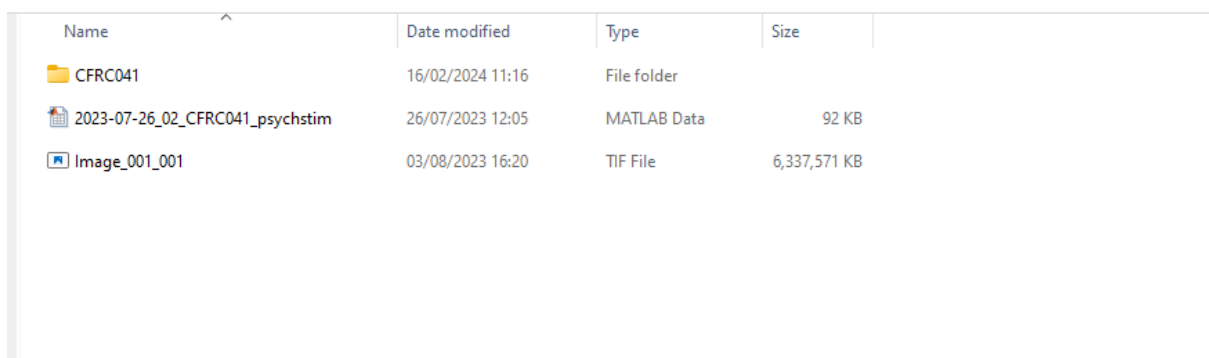 Name Date modified Type Size
CFRC041 16/02/2024 11:16 File folder
2023-07-26_02_CFRC041_psychstim 26/07/2023 12:05 MATLAB Data 92 KB
Image_001_001 03/08/2023 16:20 TIF File 6,337,571 KB